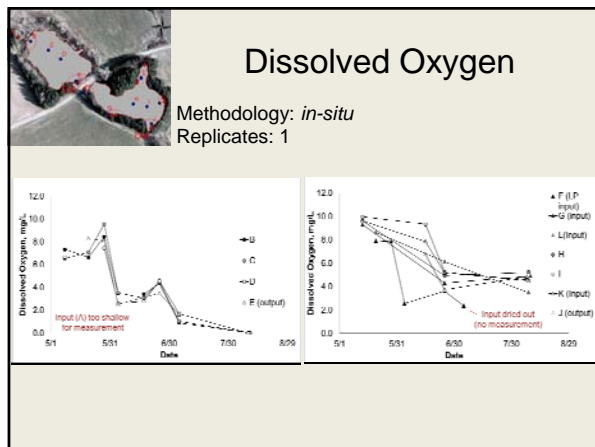 Dissolved Oxygen
Methodology: in-situ
Replicates: 1
12.0
10.0
8.0
6.0
4.0
2.0
0.0
Dissolved Oxygen, mg/L
B
C
D
E (output)
Input (A) too shallow
for measurement
5/1
5/31
6/30
7/30
8/29
Date
12.0
10.0
8.0
6.0
4.0
2.0
0.0
Dissolved Oxygen, mg/L
F (LP
input)
G (input)
L(Input)
H
I
K (Input)
J (output)
Input dried out
(no measurement)
5/1
5/31
6/30
7/30
8/29
Date